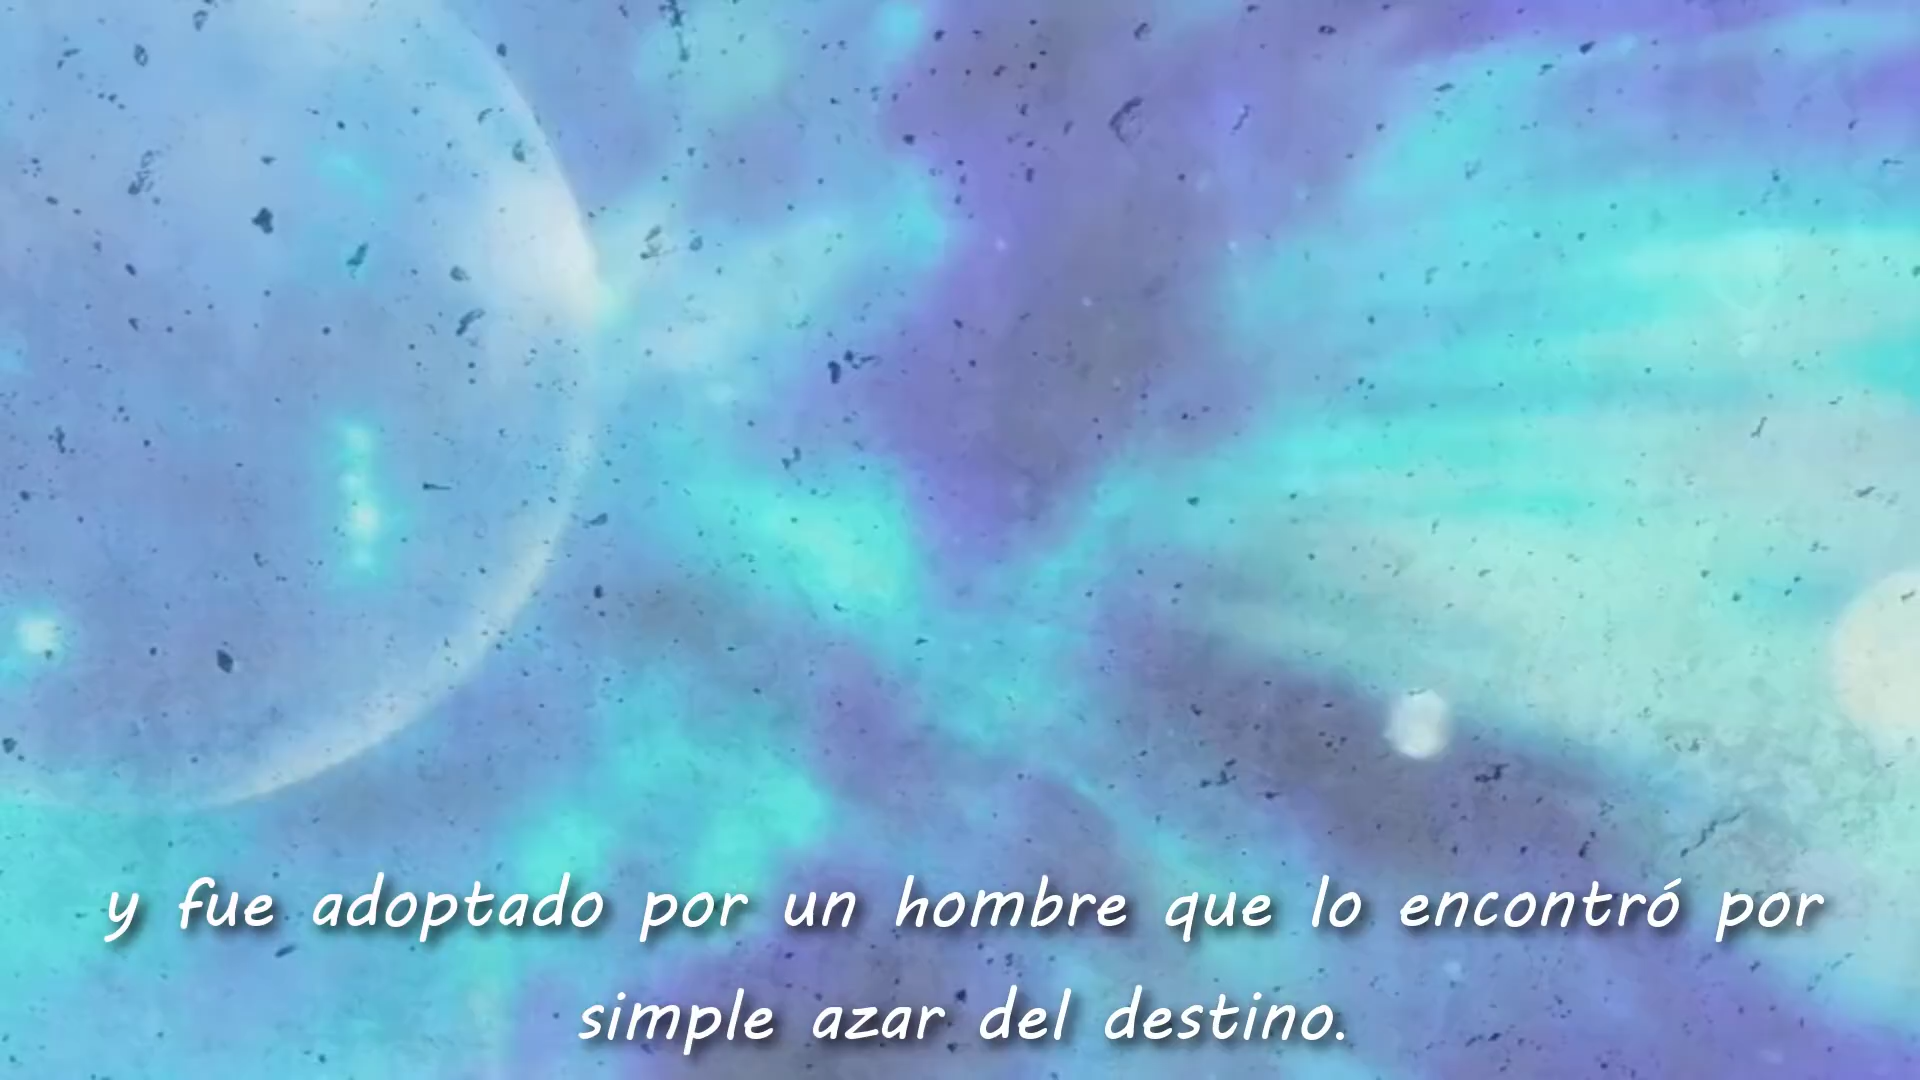 y fue adoptado por un hombre que lo encontró por
simple azar del destino.